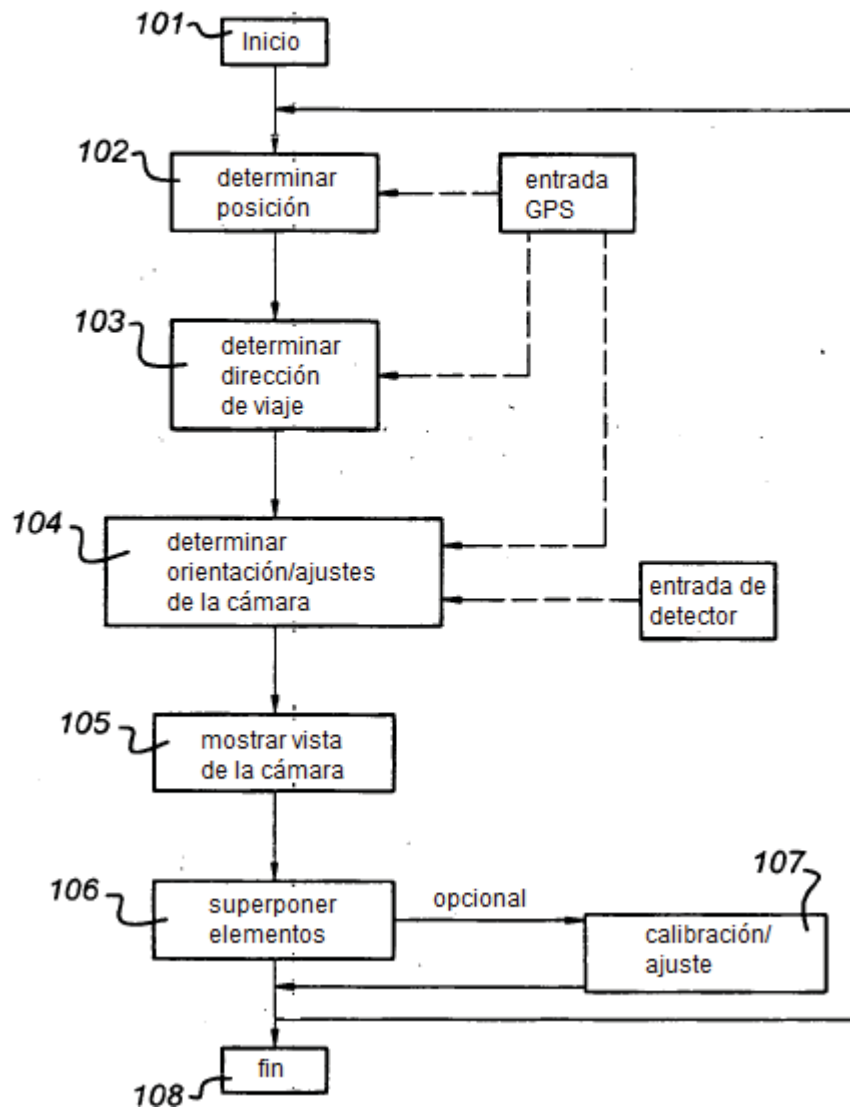 101
Inicio
102
determinar
posición
entrada
GPS
103
determinar
dirección
de viaje
104
determinar
orientación/ajustes
de la cámara
entrada de
detector
105
mostrar vista
de la cámara
106
superponer
elementos
opcional
107
calibración/
ajuste
fin
108